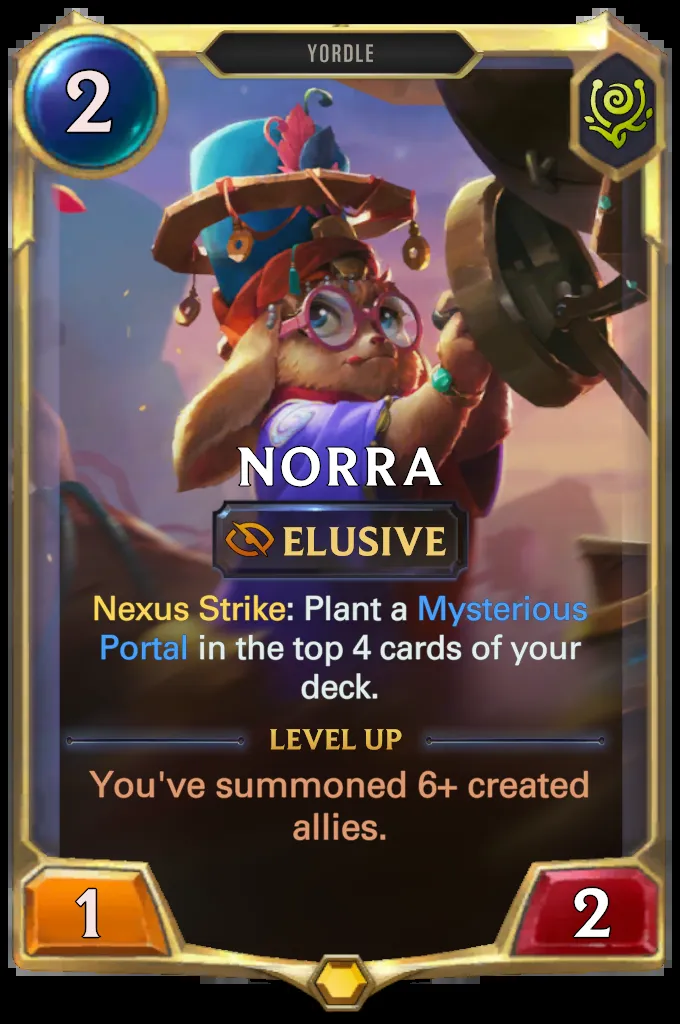 2
YORDLE
NORRA
ELUSIVE
Nexus Strike: Plant a Mysterious
Portal in the top 4 cards of your
deck.
LEVEL UP
You've summoned 6+ created
allies.
1
2